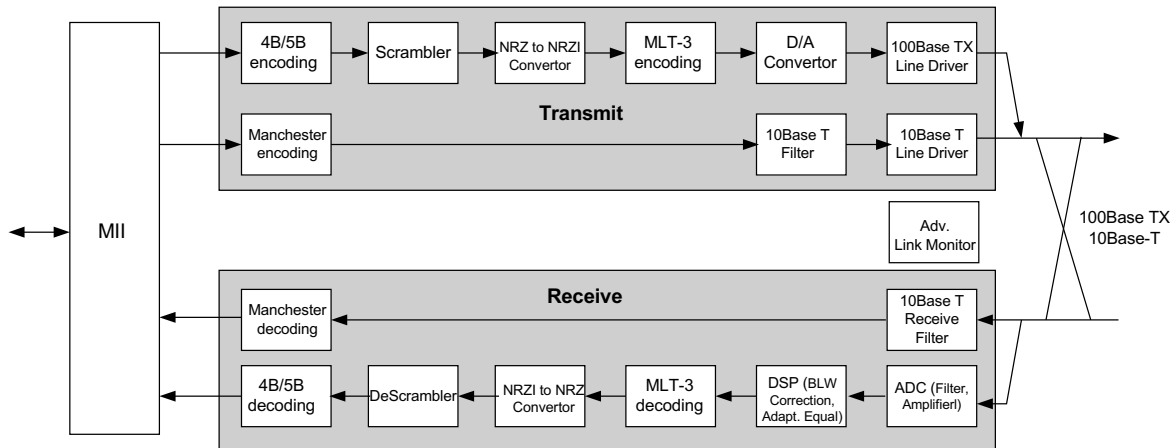 4B/5B
encoding
Scrambler
NRZ to NRZI
Convertor
MLT-3
encoding
D/A
Convertor
100Base TX
Line Driver
Transmit
Manchester
encoding
10Base T
Filter
10Base T
Line Driver
MII
Adv.
Link Monitor
100Base TX
10Base-T
Receive
Manchester
decoding
10Base T
Receive
Filter
4B/5B
decoding
DeScrambler
NRZI to NRZ
Convertor
MLT-3
decoding
DSP (BLW
Correction,
Adapt. Equal)
ADC (Filter,
Amplifierl)